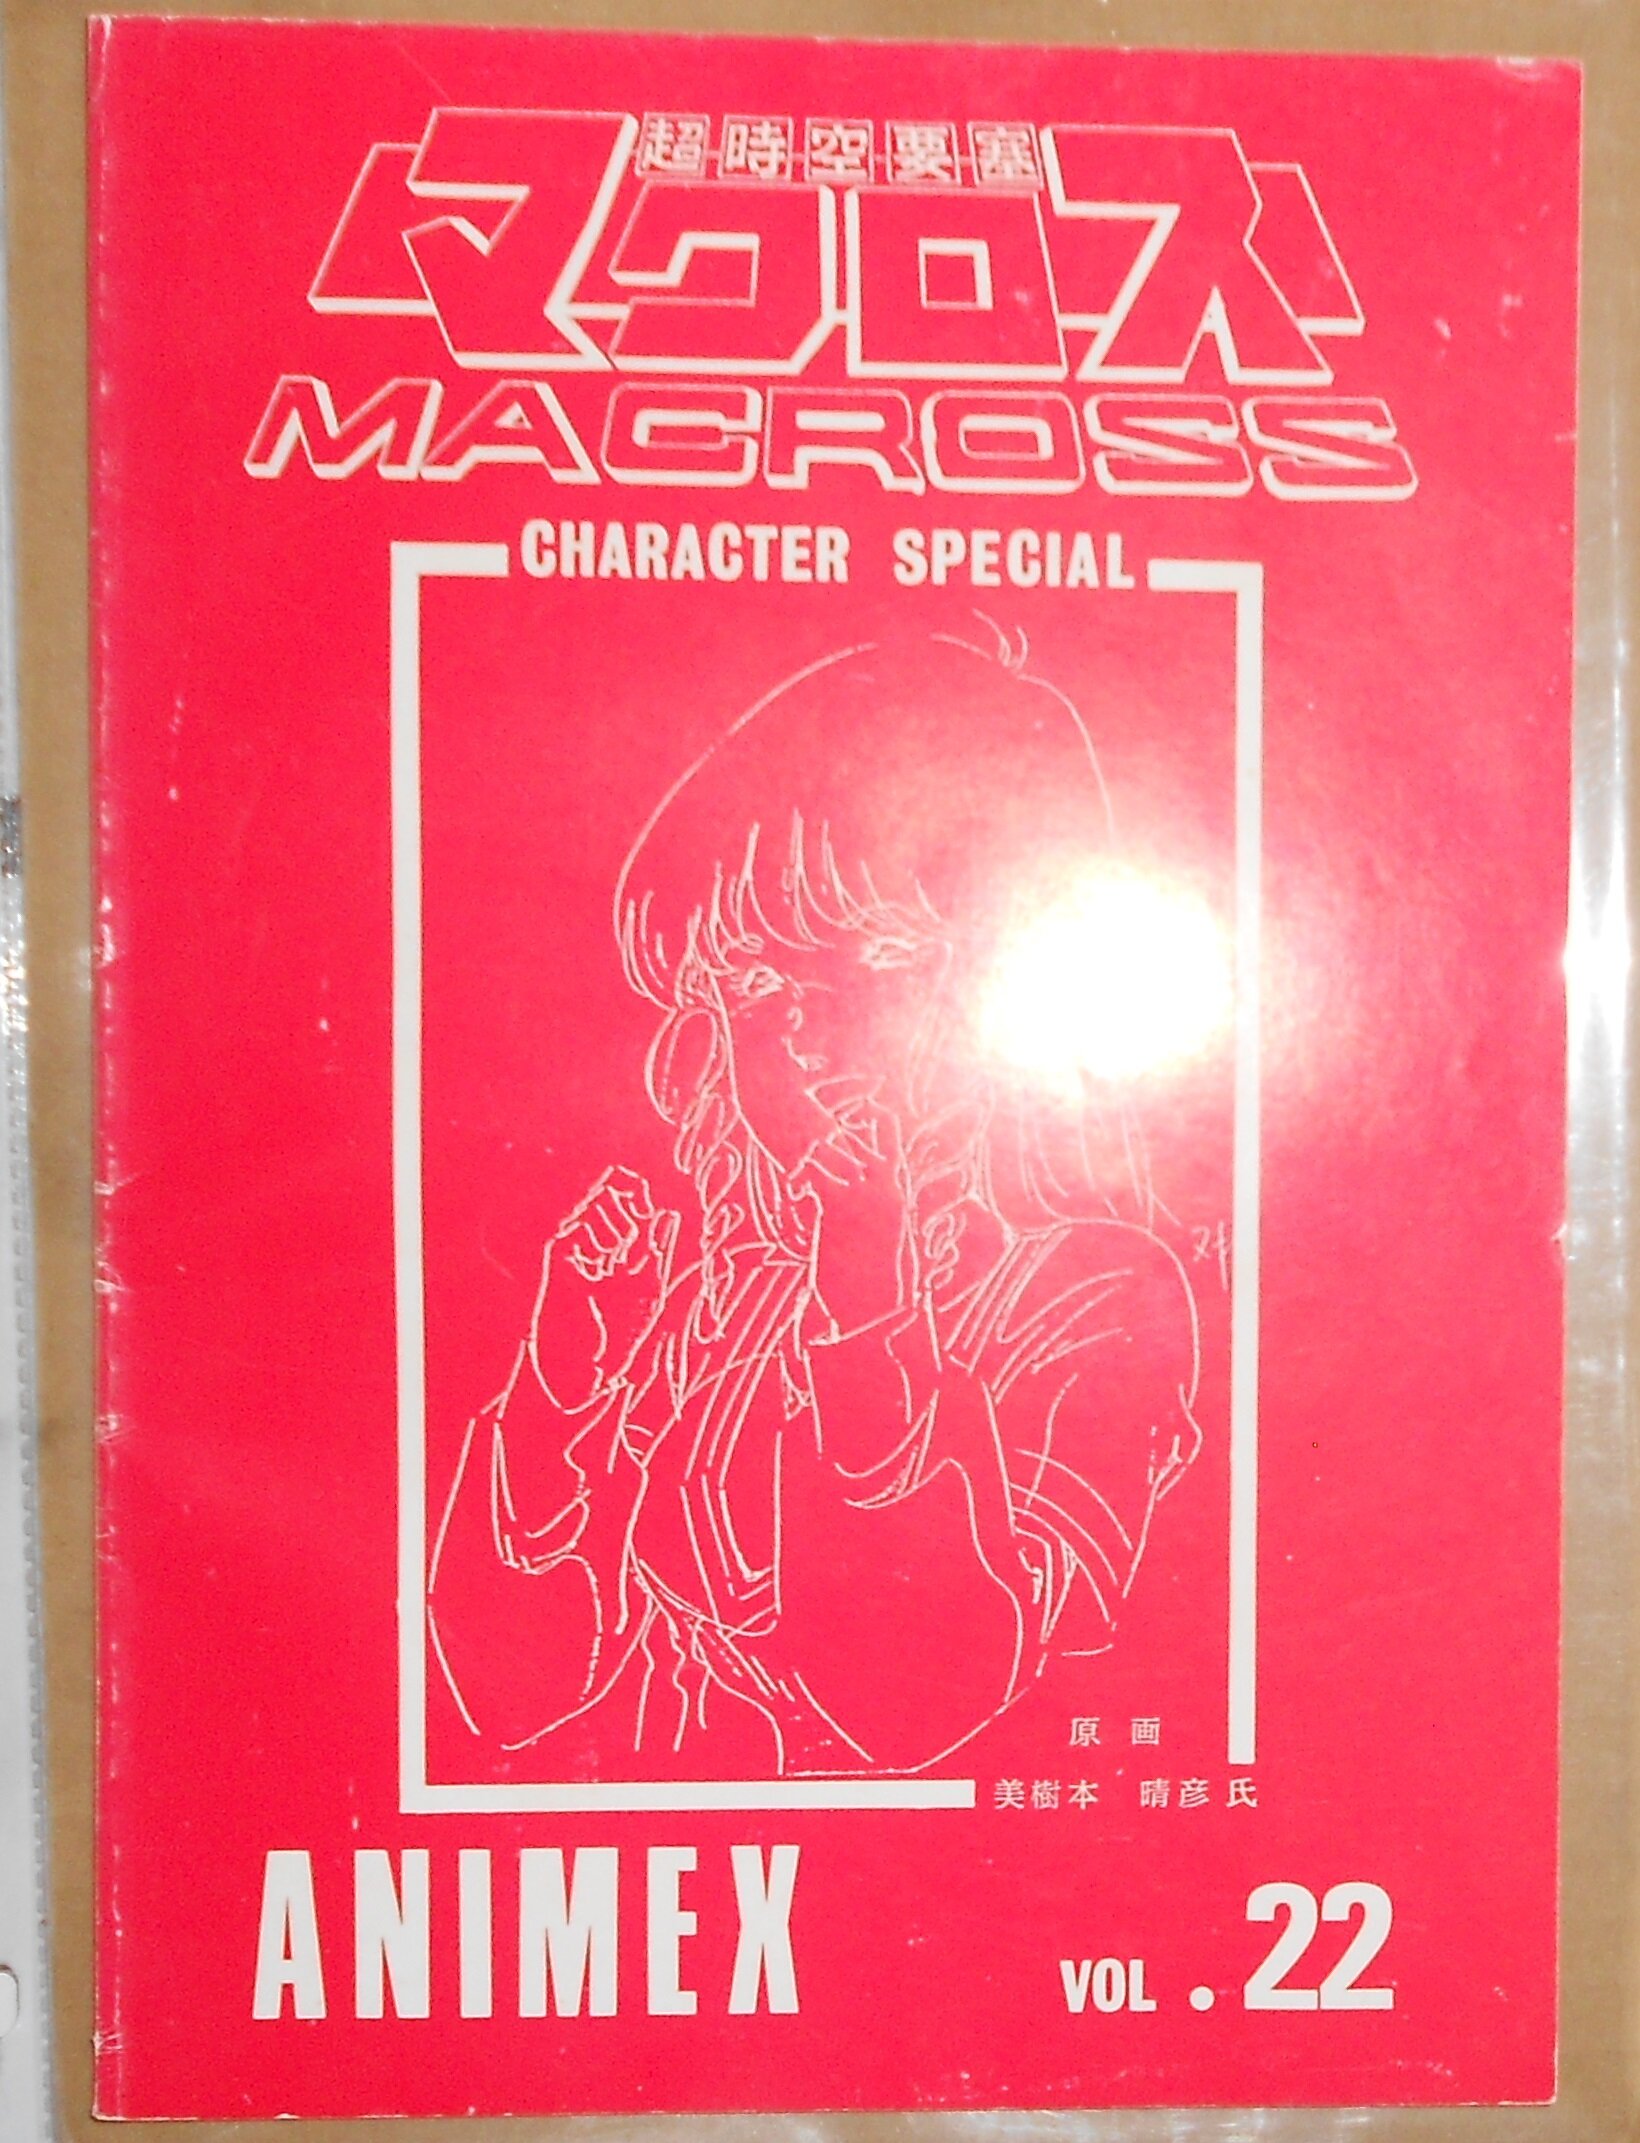 超時空要塞
マクロス
MACROSS
CHARACTER SPECIAL
原画
美樹本 晴彦氏
ANIMEX
VOL.22